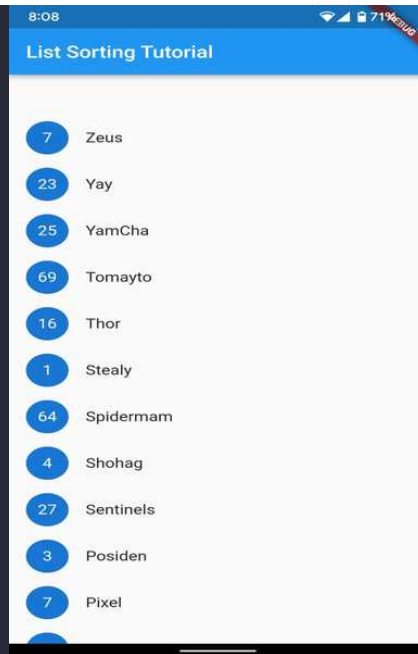 8:08
71%
DEBUG
List Sorting Tutorial
7 Zeus
23 Yay
25 YamCha
69 Tomayto
16 Thor
1 Stealy
64 Spidermam
4 Shohag
27 Sentinels
3 Posiden
7 Pixel